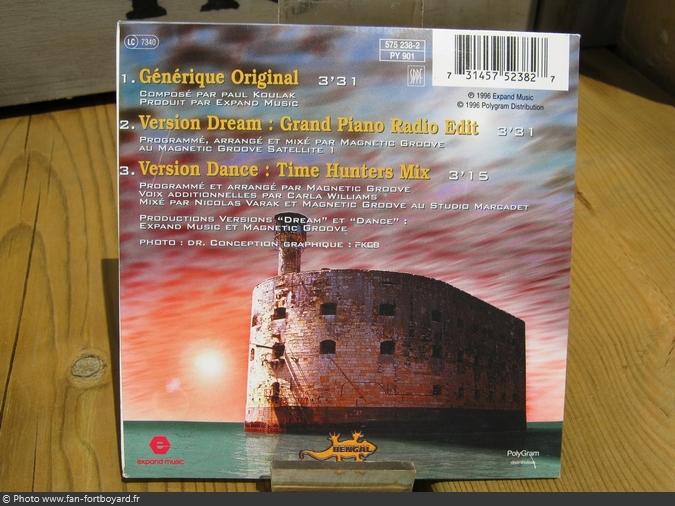 LC 7340
575 238-2
PY 901
SPPF
7 31457 52382 7
℗ 1996 Expand Music
© 1996 Polygram Distribution
1. Générique Original 3'31
Composé par Paul Koulak
Produit par Expand Music
2. Version Dream : Grand Piano Radio Edit 3'31
Programmé, arrangé et mixé par Magnetic Groove
au Magnetic Groove Satellite 1
3. Version Dance : Time Hunters Mix 3'15
Programmé et arrangé par Magnetic Groove
Voix additionnelles par Carla Williams
Mixé par Nicolas Varak et Magnetic Groove au Studio Marcadet
Productions Versions "Dream" et "Dance" :
Expand Music et Magnetic Groove
Photo : DR. Conception graphique : FKGB
expand music
BENGAL
PolyGram
distribution
© Photo www.fan-fortboyard.fr